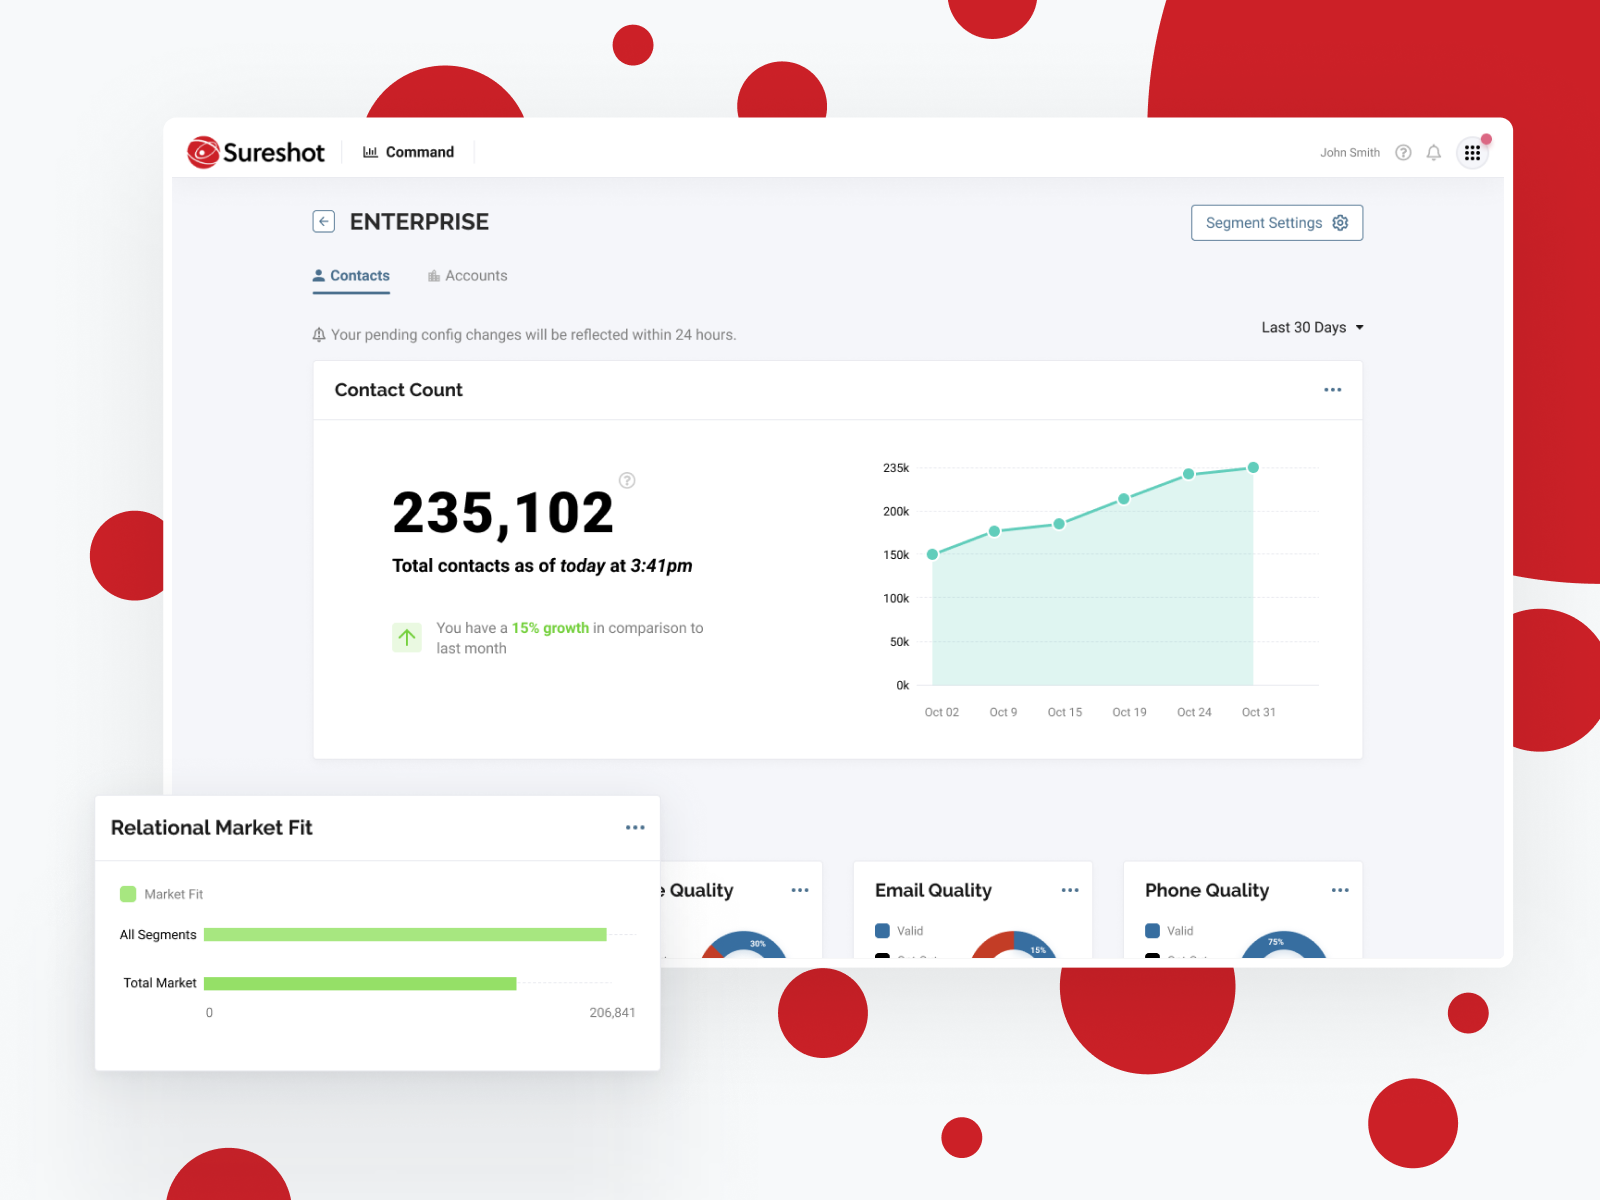 Sureshot
Command
John Smith
ENTERPRISE
Segment Settings
Contacts
Accounts
Your pending config changes will be reflected within 24 hours.
Last 30 Days
Contact Count
235,102
Total contacts as of today at 3:41pm
You have a 15% growth in comparison to
last month
235k
200k
150k
100k
50k
0k
Oct 02
Oct 9
Oct 15
Oct 19
Oct 24
Oct 31
Relational Market Fit
Market Fit
All Segments
Total Market
0
206,841
e Quality
30%
Email Quality
Valid
15%
Phone Quality
Valid
75%